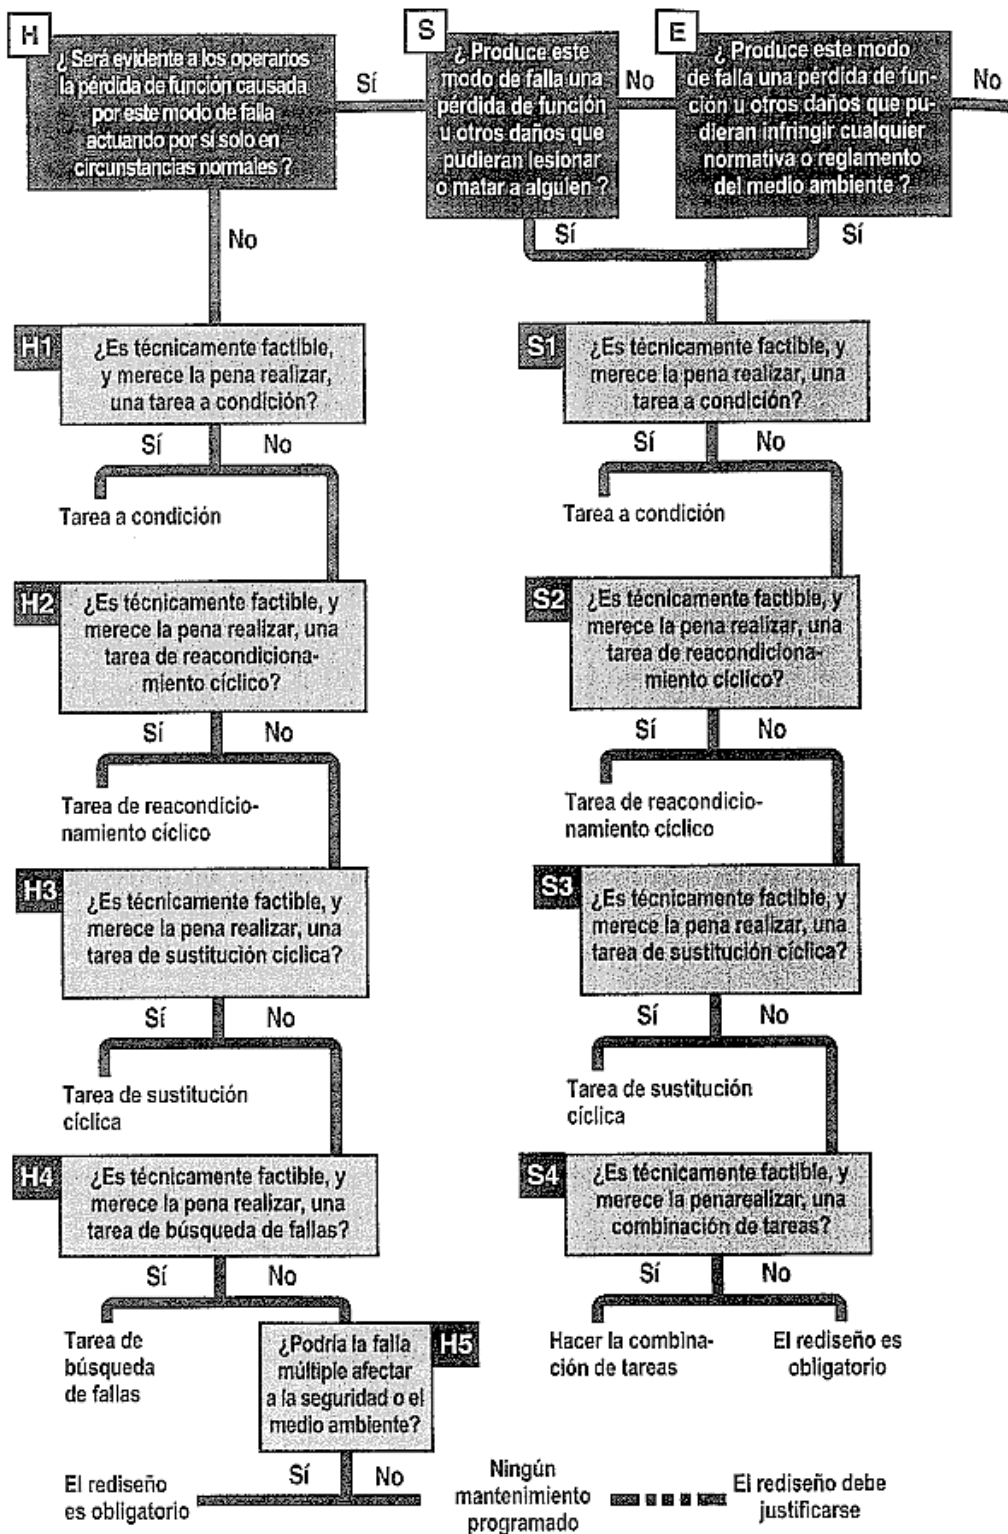 H
¿ Será evidente a los operarios
la pérdida de función causada
por este modo de falla
actuando por sí solo en
circunstancias normales ?
Sí
No
S
¿ Produce este
modo de falla una
pérdida de función
u otros daños que
pudieran lesionar
o matar a alguien ?
No
Sí
E
¿ Produce este modo
de falla una pérdida de fun-
ción u otros daños que pu-
dieran infringir cualquier
normativa o reglamento
del medio ambiente ?
No
Sí
H1
¿Es técnicamente factible,
y merece la pena realizar,
una tarea a condición?
Sí No
Tarea a condición
H2
¿Es técnicamente factible, y
merece la pena realizar, una
tarea de reacondiciona-
miento cíclico?
Sí No
Tarea de reacondicio-
namiento cíclico
H3
¿Es técnicamente factible, y
merece la pena realizar, una
tarea de sustitución cíclica?
Sí No
Tarea de sustitución
cíclica
H4
¿Es técnicamente factible, y
merece la pena realizar, una
tarea de búsqueda de fallas?
Sí No
Tarea de
búsqueda
de fallas
H5
¿Podría la falla
múltiple afectar
a la seguridad o el
medio ambiente?
Sí No
El rediseño
es obligatorio
Ningún
mantenimiento
programado
El rediseño debe
justificarse
S1
¿Es técnicamente factible, y
merece la pena realizar, una
tarea a condición?
Sí No
Tarea a condición
S2
¿Es técnicamente factible, y
merece la pena realizar, una
tarea de reacondiciona-
miento cíclico?
Sí No
Tarea de reacondicio-
namiento cíclico
S3
¿Es técnicamente factible, y
merece la pena realizar, una
tarea de sustitución cíclica?
Sí No
Tarea de sustitución
cíclica
S4
¿Es técnicamente factible, y
merece la penarealizar, una
combinación de tareas?
Sí No
Hacer la combina-
ción de tareas
El rediseño es
obligatorio